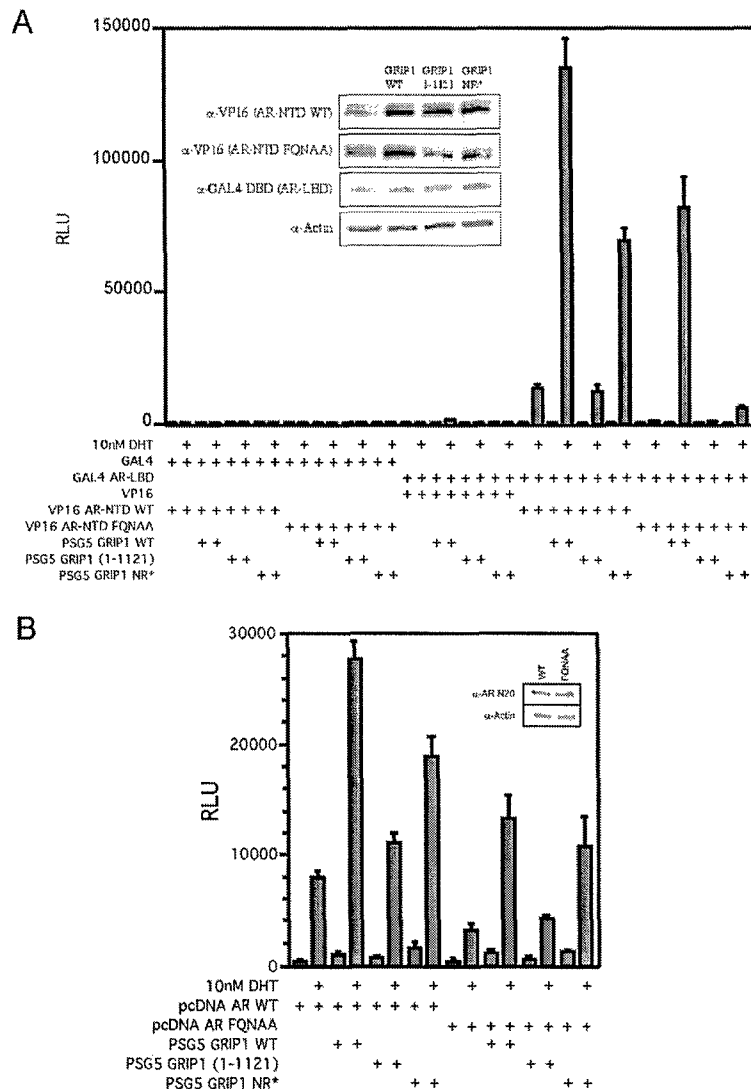 A
150000
100000
50000
0
RLU
GRIP1 WT
GRIP1 1-1121
GRIP1 NR*
α-VP16 (AR-NTD WT)
α-VP16 (AR-NTD FQNAA)
α-GAL4 DBD (AR-LBD)
α-Actin
10nM DHT + + + + + + + + + + + + + + + + + + + +
GAL4 ++++++++++++++++
GAL4 AR-LBD ++++++++++++++++++++++++
VP16 ++++++++
VP16 AR-NTD WT ++++++++ ++++++++
VP16 AR-NTD FQNAA ++++++++ ++++++++
PSG5 GRIP1 WT ++ ++ ++ ++ ++
PSG5 GRIP1 (1-1121) ++ ++ ++ ++ ++
PSG5 GRIP1 NR* ++ ++ ++ ++ ++
B
30000
20000
10000
0
RLU
WT
FQNAA
α-AR N20
α-Actin
10nM DHT + + + + + + + +
pcDNA AR WT + + + + + + + +
pcDNA AR FQNAA + + + + + + + +
PSG5 GRIP1 WT + + + +
PSG5 GRIP1 (1-1121) + + + +
PSG5 GRIP1 NR* + + + +